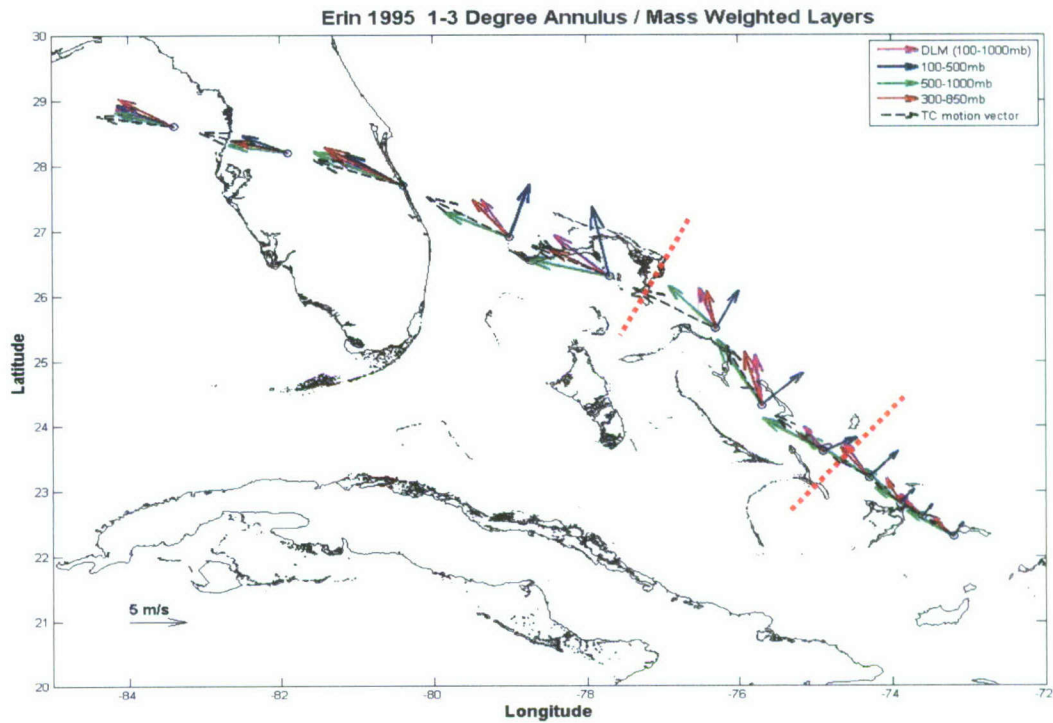 Erin 1995 1-3 Degree Annulus / Mass Weighted Layers
DLM (100-1000mb)
100-500mb
500-1000mb
300-850mb
TC motion vector
30
29
28
27
26
25
24
23
22
21
20
Latitude
5 m/s
-84
-82
-80
-78
-76
-74
-72
Longitude